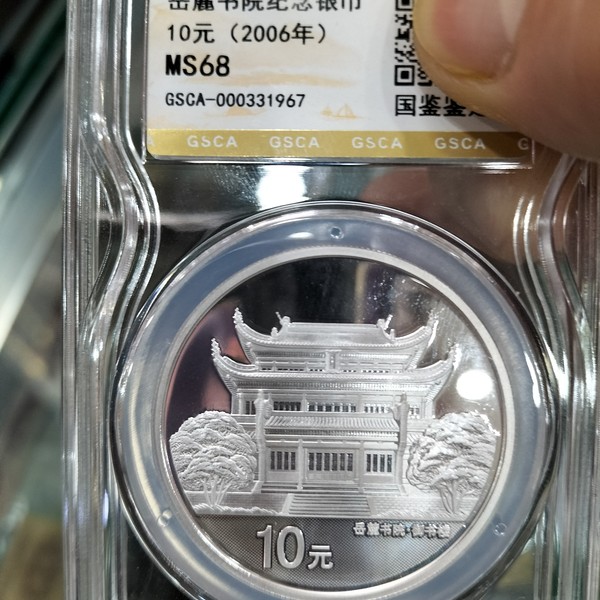 岳麓书院纪念银币
10元（2006年）
MS68
GSCA-000331967
国鉴鉴定
GSCA GSCA GSCA GSCA G
岳麓书院·御书楼
10元